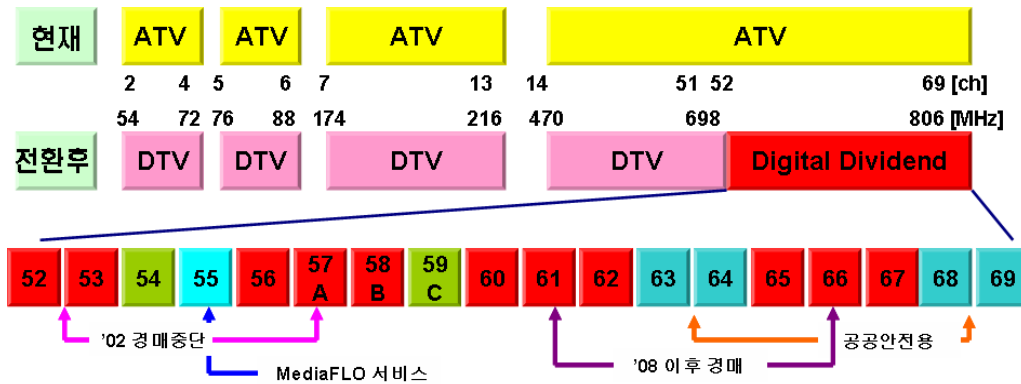 현재 ATV ATV ATV ATV
2 4 5 6 7 13 14 51 52 69 [ch]
54 72 76 88 174 216 470 698 806 [MHz]
전환후 DTV DTV DTV DTV Digital Dividend
52 53 54 55 56 57 A 58 B 59 C 60 61 62 63 64 65 66 67 68 69
'02 경매중단 '08 이후 경매 공공안전용
MediaFLO 서비스